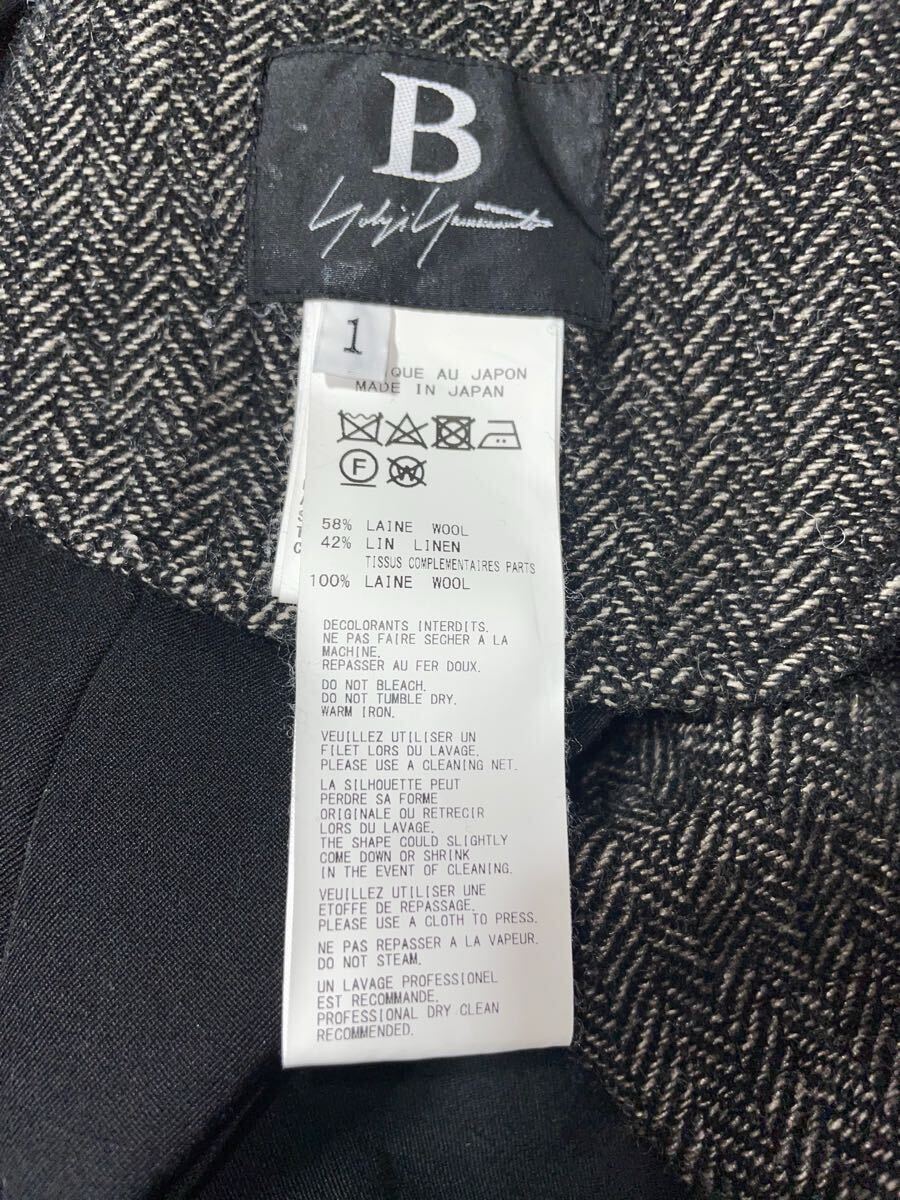 B
Yohji Yamamoto
1
IQUE AU JAPON
MADE IN JAPAN
F W
58% LAINE WOOL
42% LIN LINEN
TISSUS COMPLEMENTAIRES PARTS
100% LAINE WOOL
DECOLORANTS INTERDITS.
NE PAS FAIRE SECHER A LA
MACHINE.
REPASSER AU FER DOUX.
DO NOT BLEACH.
DO NOT TUMBLE DRY.
WARM IRON.
VEUILLEZ UTILISER UN
FILET LORS DU LAVAGE.
PLEASE USE A CLEANING NET.
LA SILHOUETTE PEUT
PERDRE SA FORME
ORIGINALE OU RETRECIR
LORS DU LAVAGE.
THE SHAPE COULD SLIGHTLY
COME DOWN OR SHRINK
IN THE EVENT OF CLEANING.
VEUILLEZ UTILISER UNE
ETOFFE DE REPASSAGE.
PLEASE USE A CLOTH TO PRESS.
NE PAS REPASSER A LA VAPEUR.
DO NOT STEAM.
UN LAVAGE PROFESSIONEL
EST RECOMMANDE.
PROFESSIONAL DRY CLEAN
RECOMMENDED.